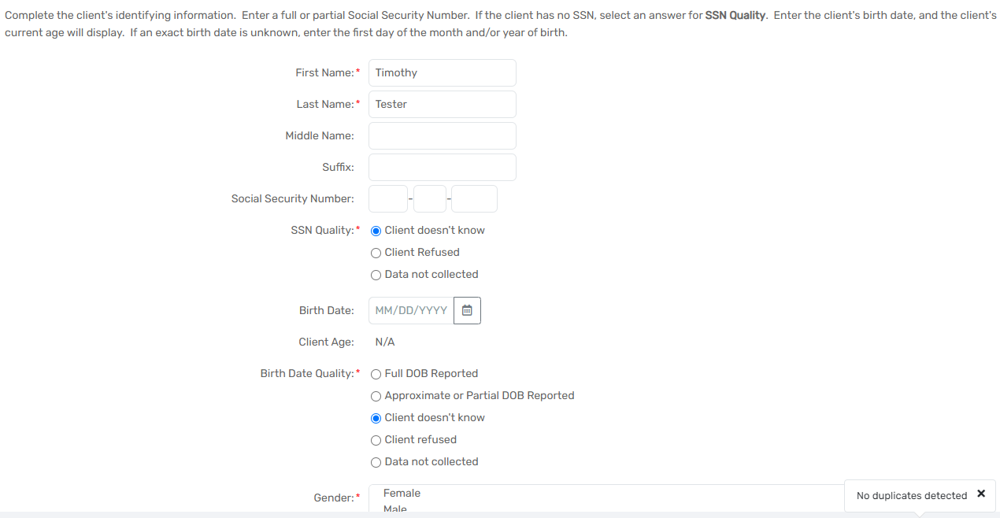 Complete the client's identifying information.  Enter a full or partial Social Security Number.  If the client has no SSN, select an answer for SSN Quality.  Enter the client's birth date, and the client's
current age will display.  If an exact birth date is unknown, enter the first day of the month and/or year of birth.
First Name:* Timothy
Last Name:* Tester
Middle Name:
Suffix:
Social Security Number: - -
SSN Quality:* Client doesn't know
Client Refused
Data not collected
Birth Date: MM/DD/YYYY
Client Age: N/A
Birth Date Quality:* Full DOB Reported
Approximate or Partial DOB Reported
Client doesn't know
Client refused
Data not collected
Gender:* Female
Male
No duplicates detected ×